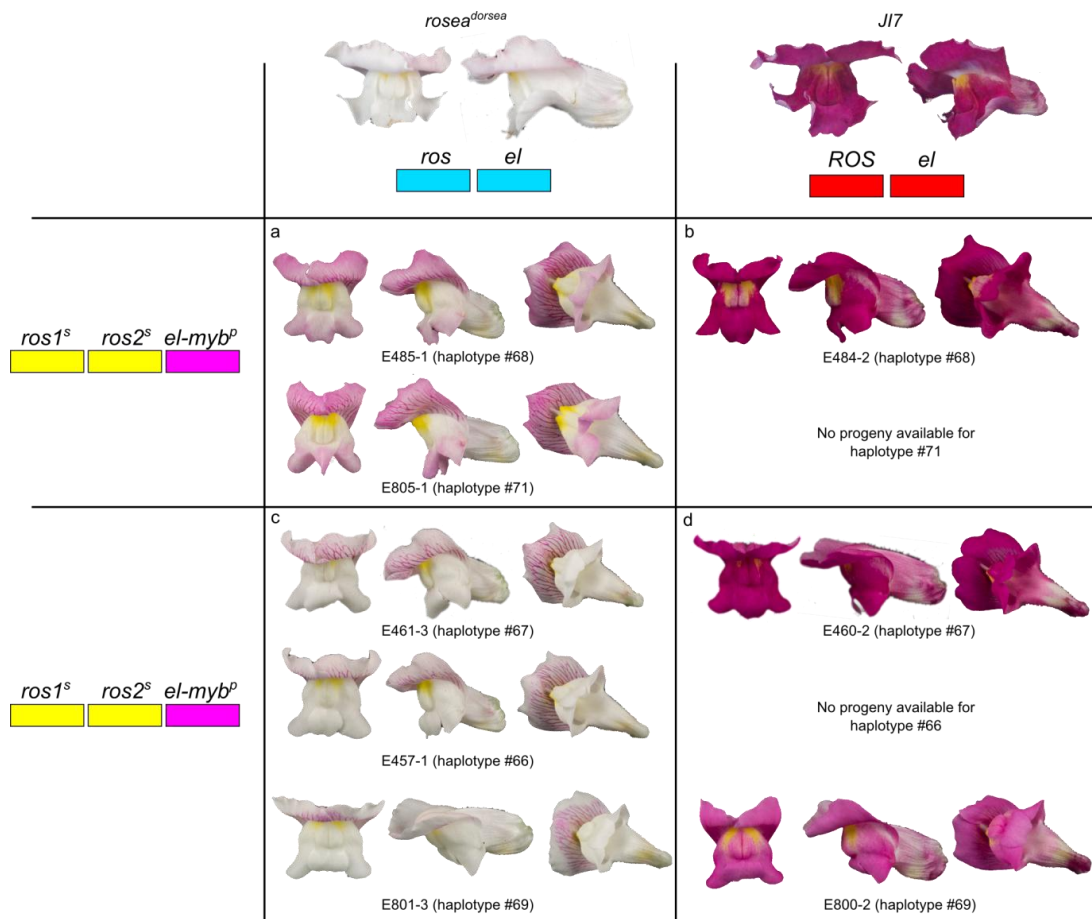 rosea^dorsea
JI7
ros el
ROS el
a
b
ros1^s ros2^s el-myb^p
E485-1 (haplotype #68)
E484-2 (haplotype #68)
No progeny available for
haplotype #71
E805-1 (haplotype #71)
c
d
E461-3 (haplotype #67)
E460-2 (haplotype #67)
ros1^s ros2^s el-myb^p
No progeny available for
haplotype #66
E457-1 (haplotype #66)
E801-3 (haplotype #69)
E800-2 (haplotype #69)